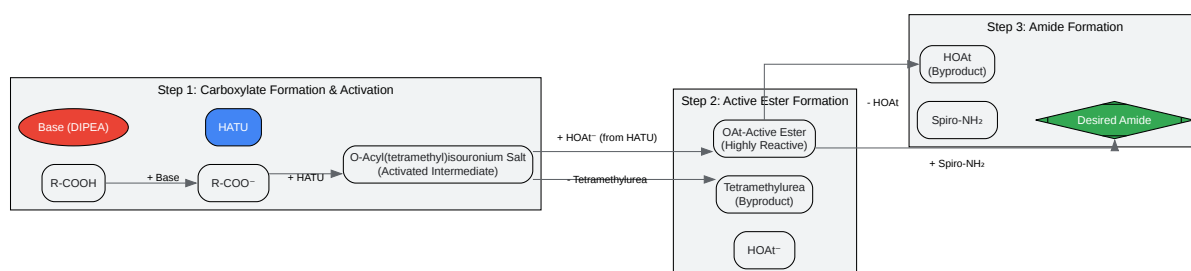 Step 1: Carboxylate Formation & Activation
Base (DIPEA)
HATU
R-COOH
+ Base
R-COO⁻
+ HATU
O-Acyl(tetramethyl)isouronium Salt
(Activated Intermediate)
+ HOAt⁻ (from HATU)
- Tetramethylurea
Step 2: Active Ester Formation
OAt-Active Ester
(Highly Reactive)
Tetramethylurea
(Byproduct)
HOAt⁻
- HOAt
+ Spiro-NH₂
Step 3: Amide Formation
HOAt
(Byproduct)
Spiro-NH₂
Desired Amide